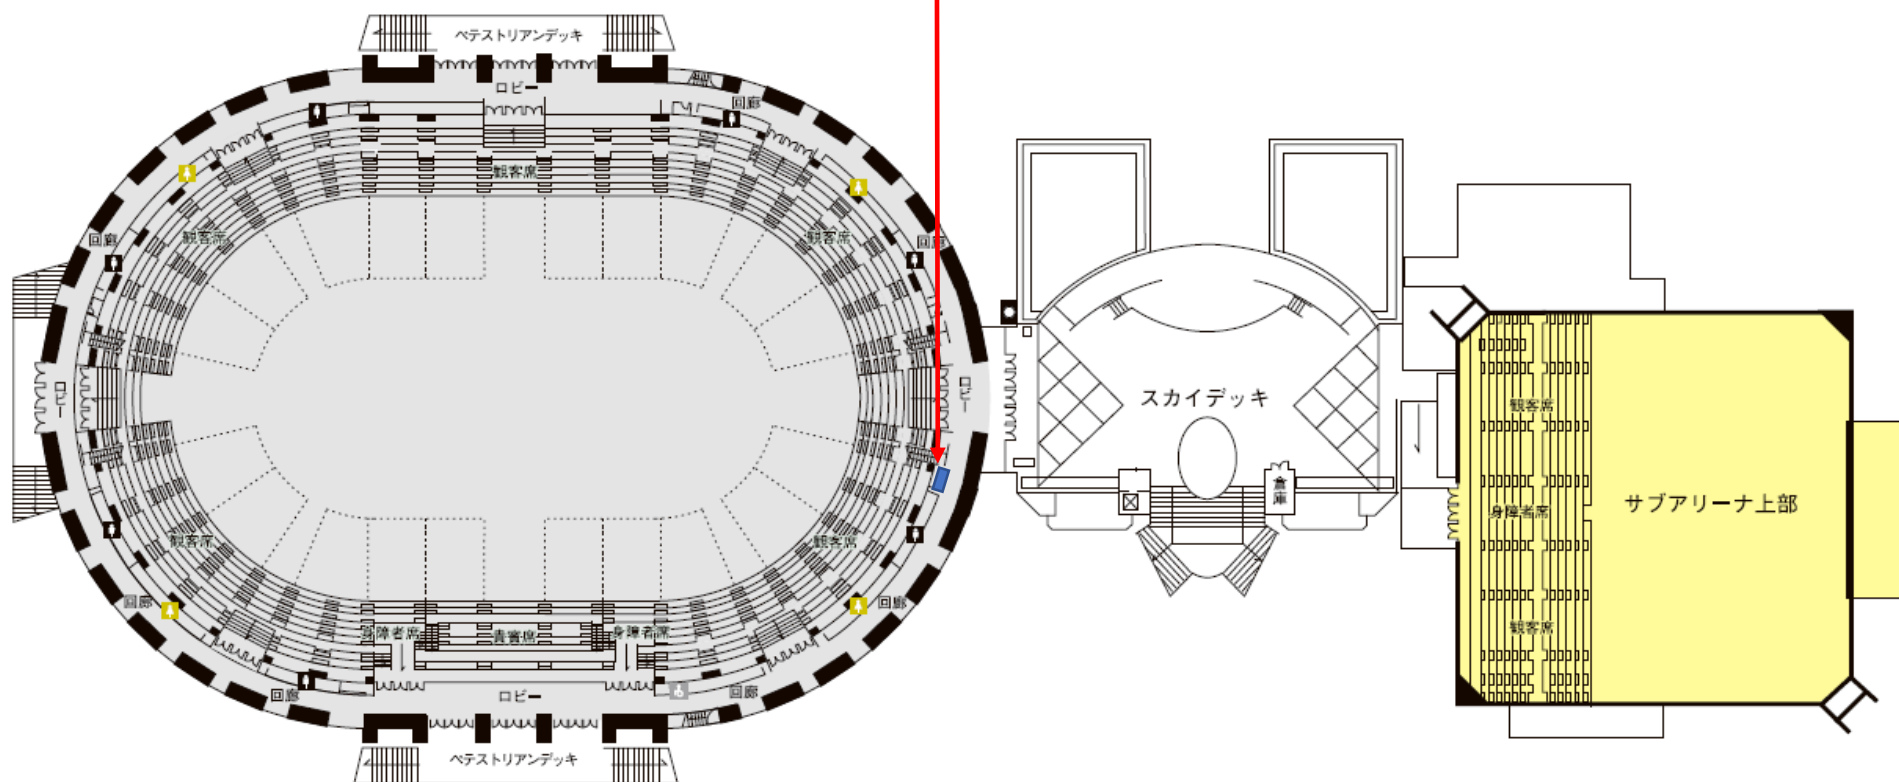 ペテストリアンデッキ
ロビー
回廊
観客席
観客席
観客席
回廊
回廊
ロビー
ロビー
スカイデッキ
倉庫
観客席
身障者席
観客席
サブアリーナ上部
観客席
観客席
回廊
回廊
身障者席
貴賓席
身障者席
回廊
ロビー
回廊
ペテストリアンデッキ